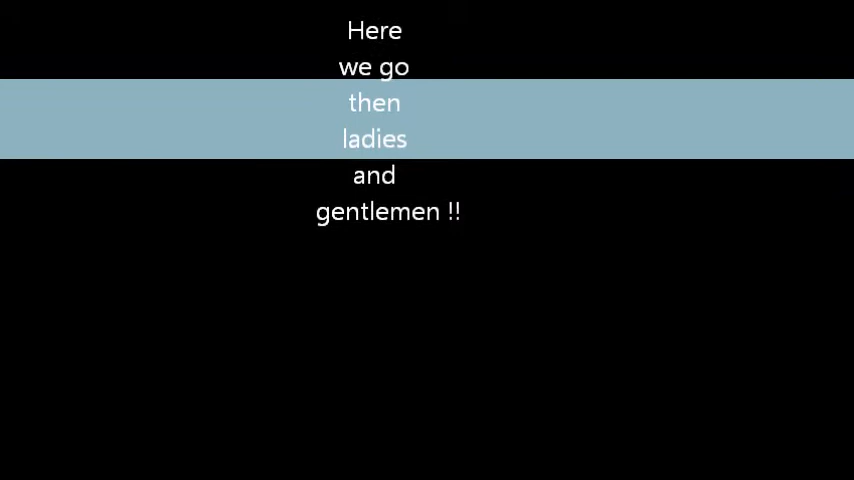 Here
we go
then
ladies
and
gentlemen !!